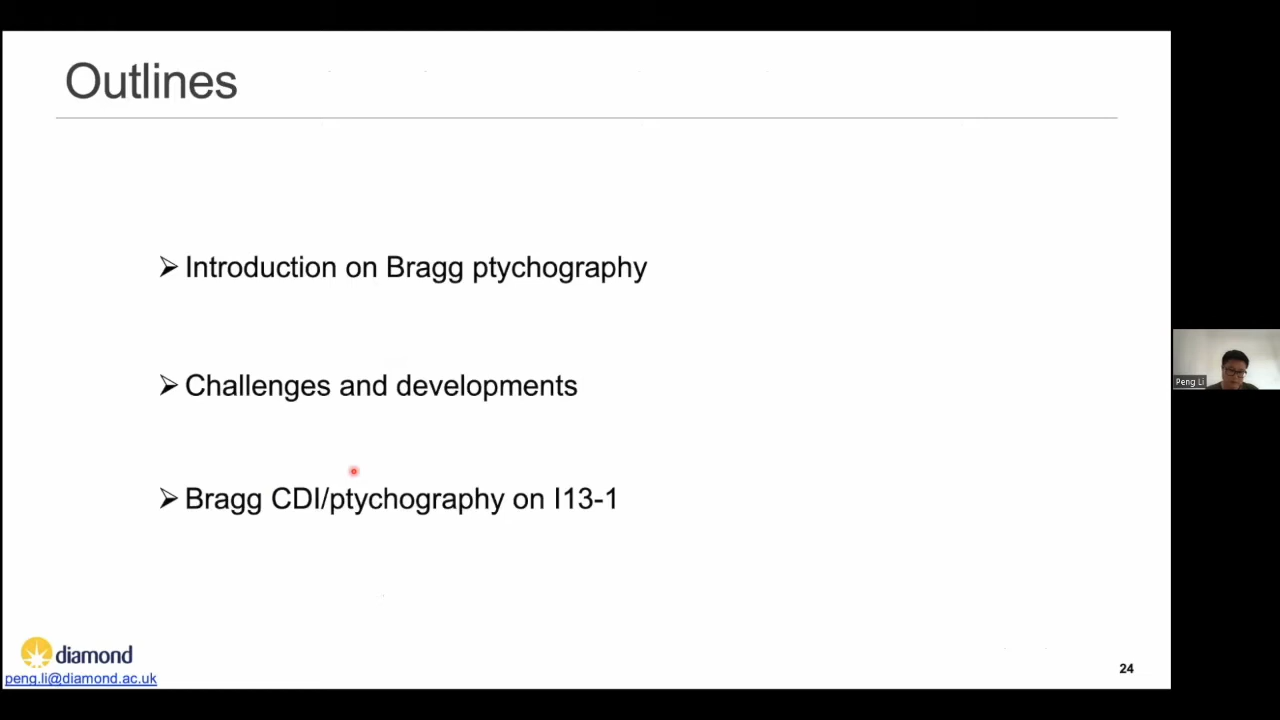 Outlines
➢ Introduction on Bragg ptychography
➢ Challenges and developments
➢ Bragg CDI/ptychography on I13-1
Peng Li
diamond
peng.li@diamond.ac.uk
24